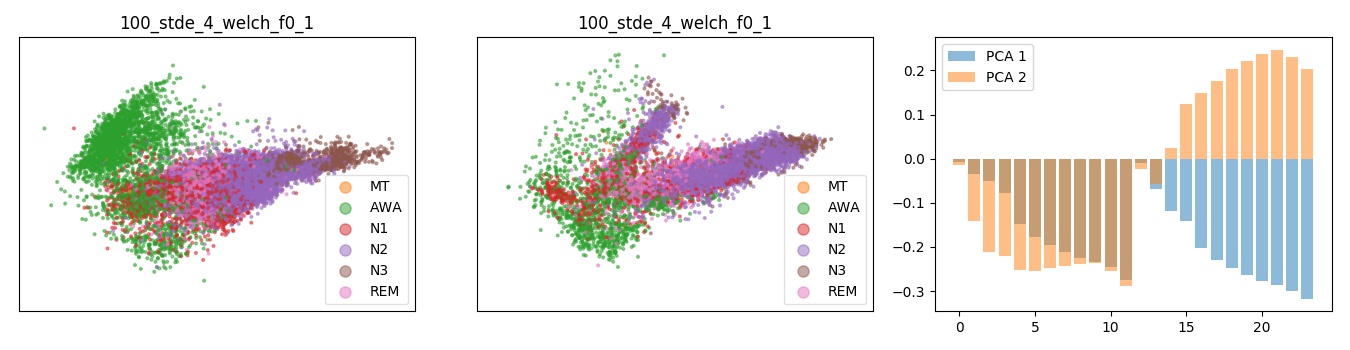 100_stde_4_welch_f0_1
MT
AWA
N1
N2
N3
REM
100_stde_4_welch_f0_1
MT
AWA
N1
N2
N3
REM
PCA 1
PCA 2
0.2
0.1
0.0
−0.1
−0.2
−0.3
0
5
10
15
20